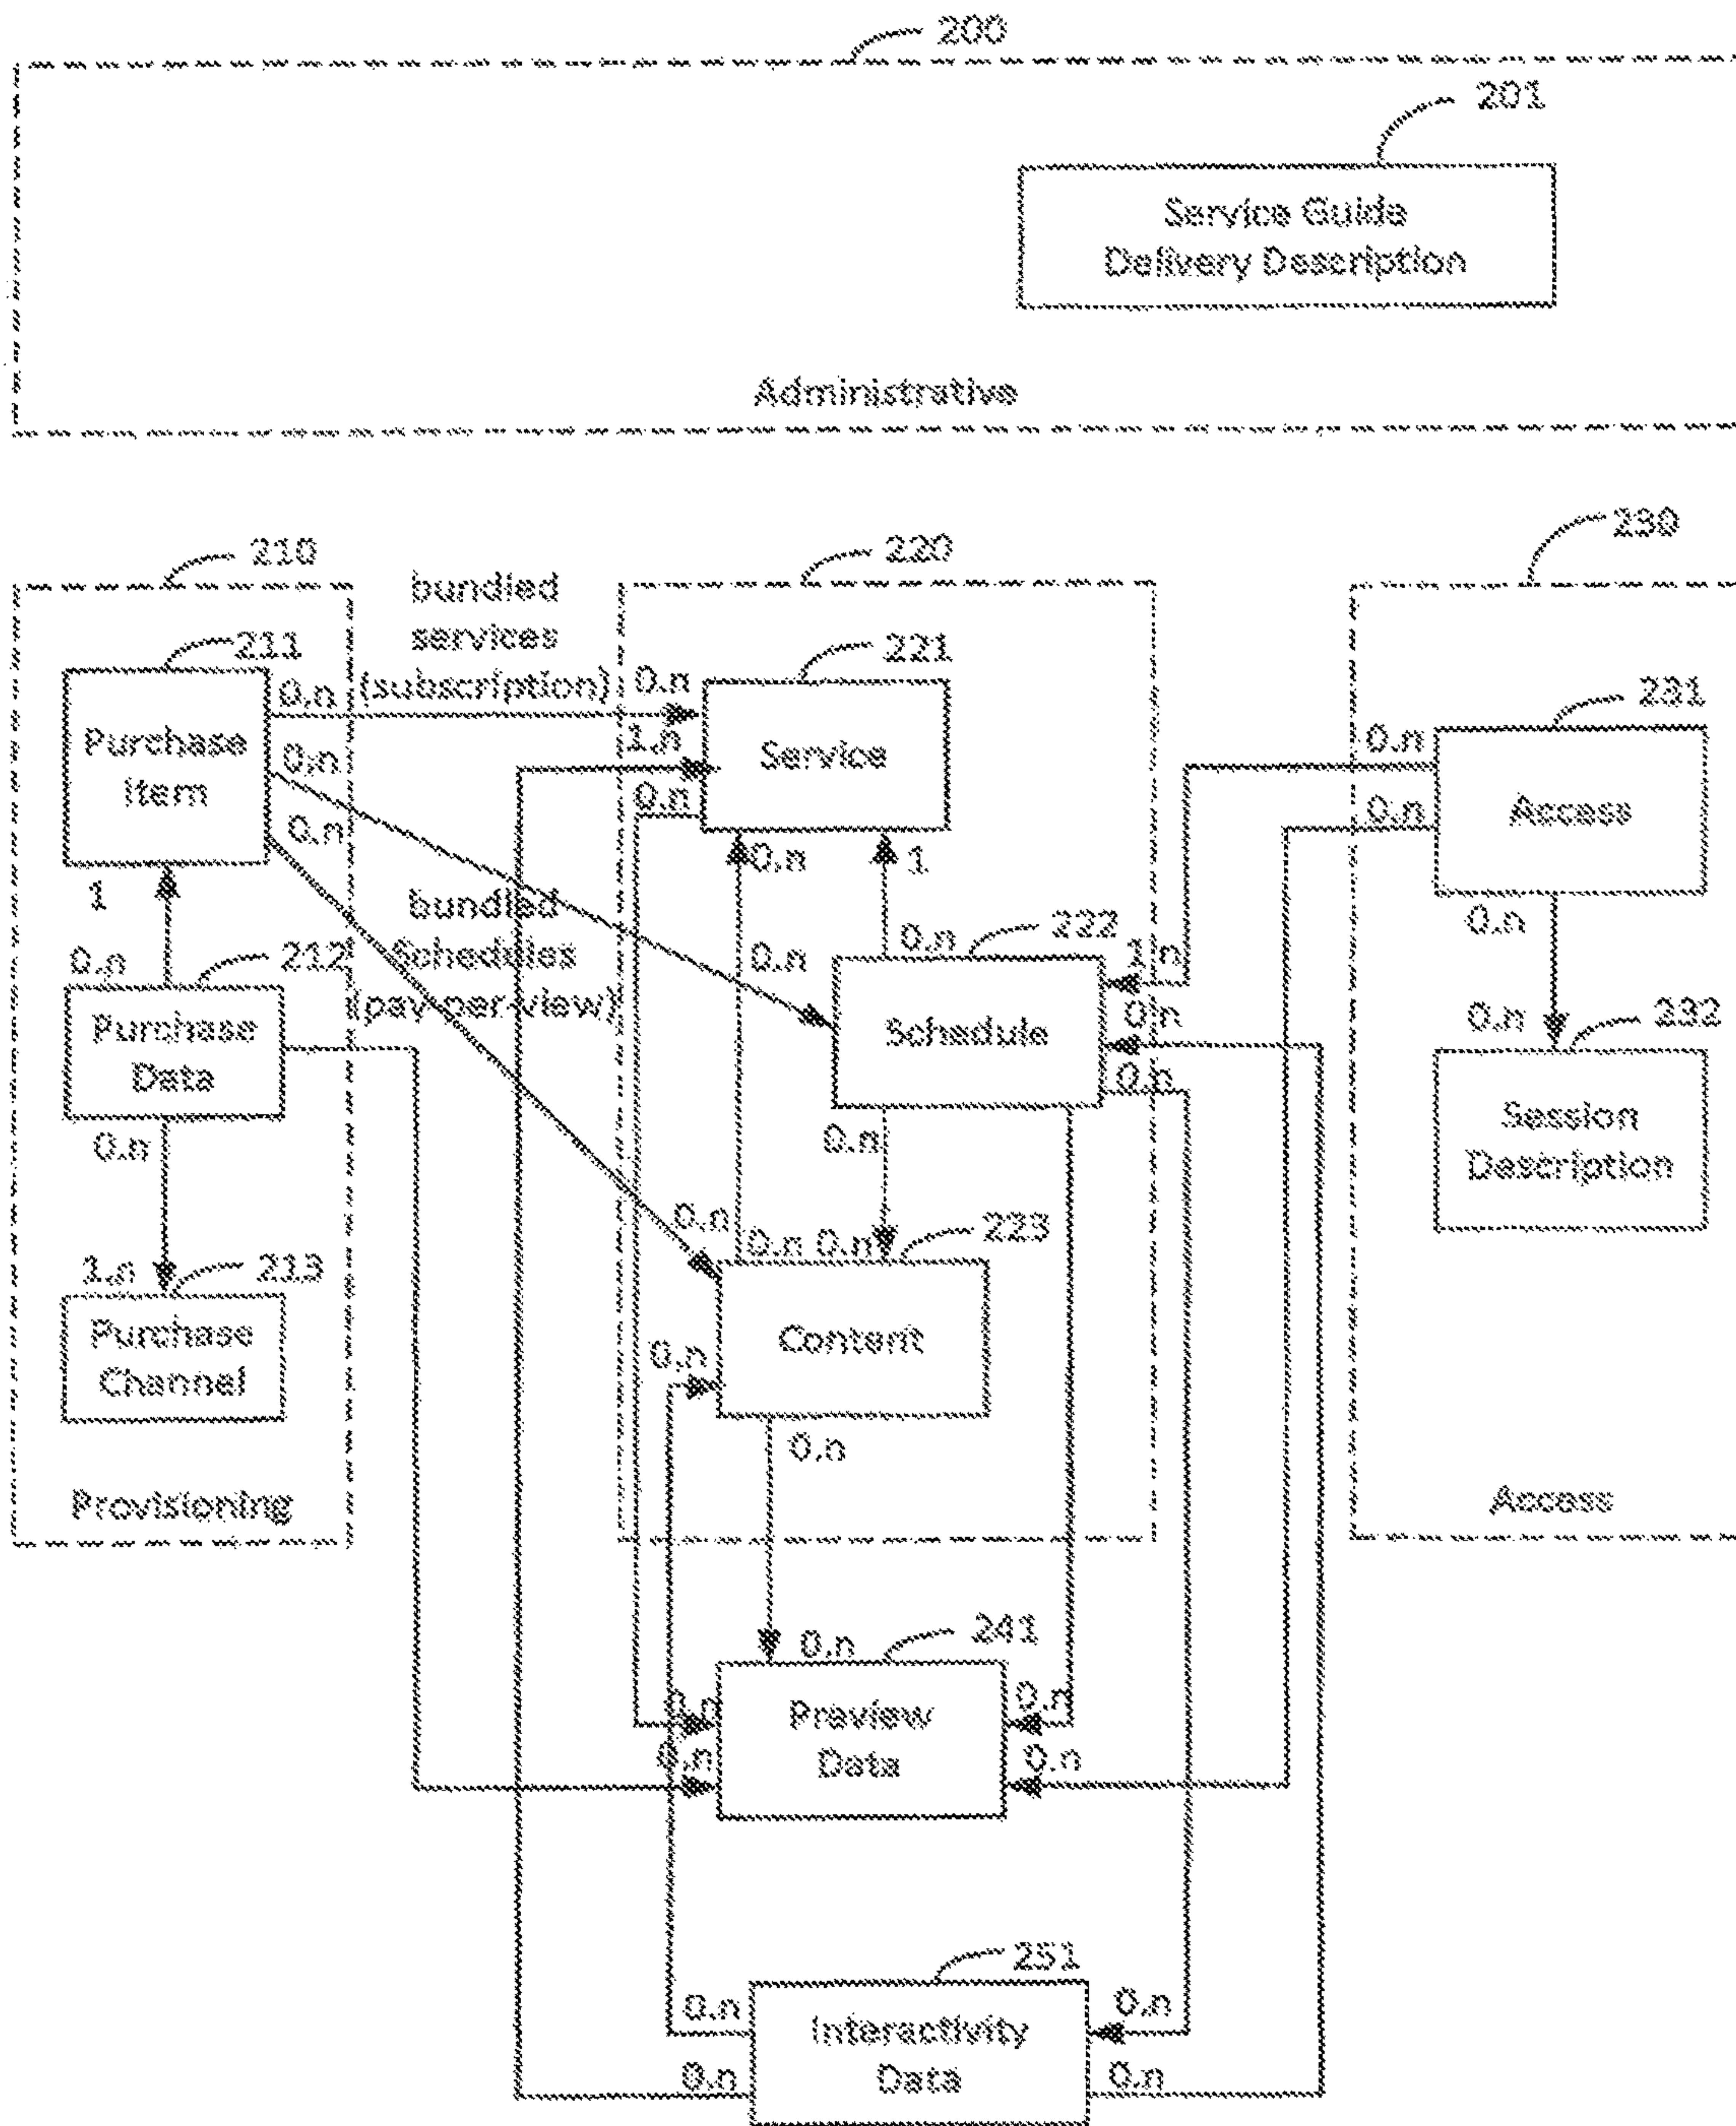 200
201
Service Guide
Delivery Description
Administrative
210
bundled
services
(subscription)
220
230
211
Purchase
Item
0.n
0.n
0.n
0.n
1.n
0.n
221
Service
0.n
1
231
Access
0.n
0.n
0.n
1
0.n
212
bundled
Schedules
(pay-per-view)
Purchase
Data
0.n
0.n
0.n
222
Schedule
1.n
0.n
0.n
0.n
0.n
232
Session
Description
1.n
213
Purchase
Channel
0.n
0.n
0.n
223
Content
0.n
0.n
Provisioning
Access
0.n
241
Preview
Data
0.n
0.n
0.n
0.n
251
Interactivity
Data
0.n
0.n
0.n
0.n